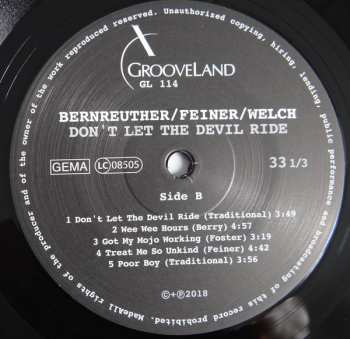 GROOVELAND
GL 114
BERNREUTHER/FEINER/WELCH
DON'T LET THE DEVIL RIDE
GEMA
LC 08505
33 1/3
Side B
1 Don't Let The Devil Ride (Traditional) 3:49
2 Wee Wee Hours (Berry) 4:57
3 Got My Mojo Working (Foster) 5:19
4 Treat Me So Unkind (Feiner) 4:42
5 Poor Boy (Traditional) 3:56
©+℗2018
MadeAll rights of the producer and of the owner of the work reproduced reserved. Unauthorized copying, hiring, lending, public performance and broadcasting of this record prohibited.